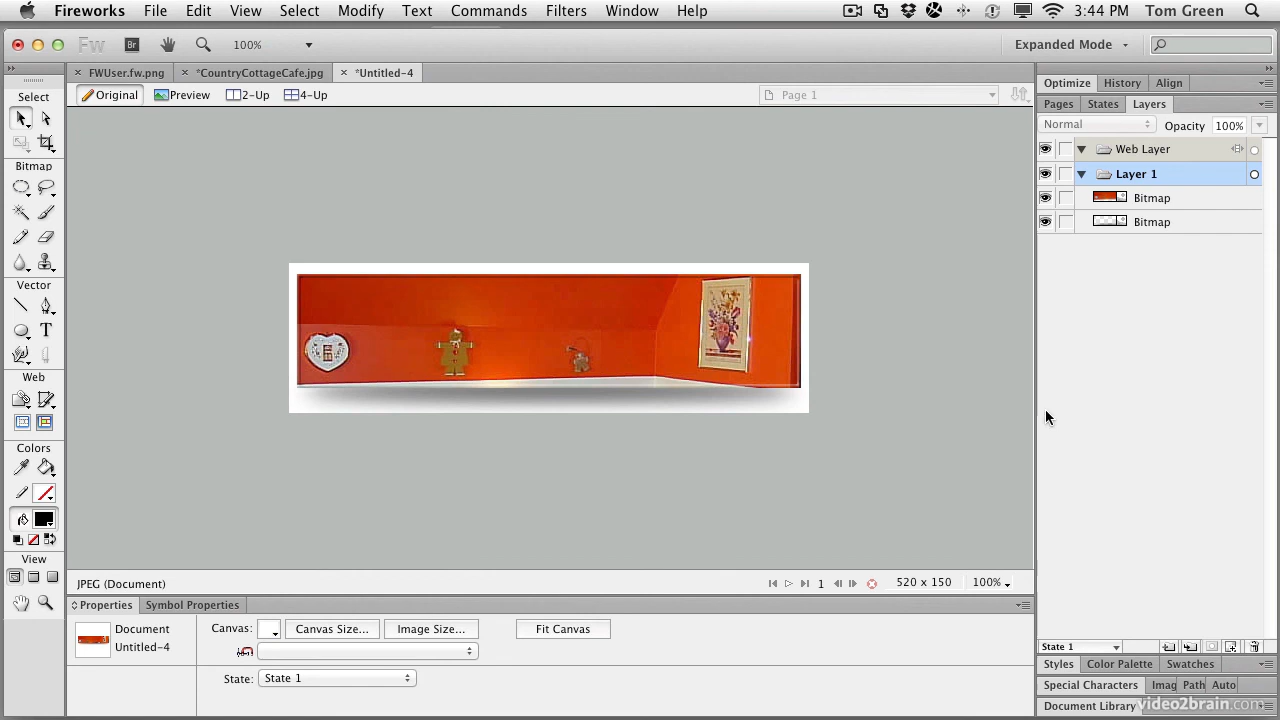 Fireworks File Edit View Select Modify Text Commands Filters Window Help 3:44 PM Tom Green
Fw Br 100% Expanded Mode
FWUser.fw.png *CountryCottageCafe.jpg *Untitled-4
Original Preview 2-Up 4-Up Page 1
Select
Bitmap
Vector
T
Web
Colors
View
Optimize History Align
Pages States Layers
Normal Opacity 100%
Web Layer
Layer 1
Bitmap
Bitmap
JPEG (Document) 1 520 x 150 100%
Properties Symbol Properties
Document
Untitled-4
Canvas: Canvas Size... Image Size... Fit Canvas
State: State 1
State 1
Styles Color Palette Swatches
Special Characters Imag Path Auto
Document Library
video2brain.com